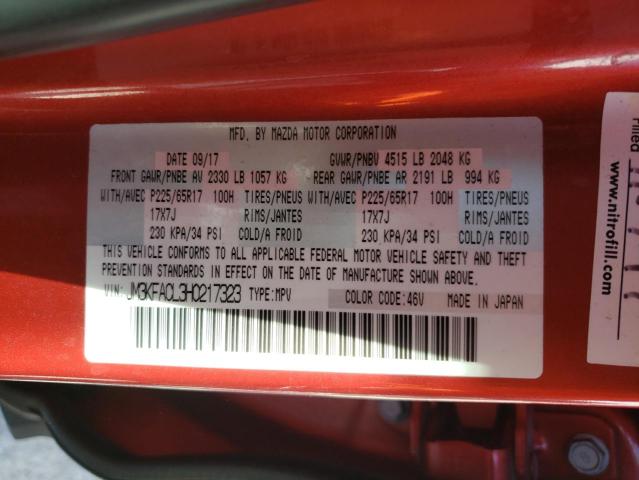 MFD. BY MAZDA MOTOR CORPORATION
DATE 09/17 GVWR/PNBV 4515 LB 2048 KG
FRONT GAWR/PNBE AV 2330 LB 1057 KG REAR GAWR/PNBE AR 2191 LB 994 KG
WITH/AVEC P225/65R17 100H TIRES/PNEUS WITH/AVEC P225/65R17 100H TIRES/PNEUS
17X7J RIMS/JANTES 17X7J RIMS/JANTES
230 KPA/34 PSI COLD/A FROID 230 KPA/34 PSI COLD/A FROID
THIS VEHICLE CONFORMS TO ALL APPLICABLE FEDERAL MOTOR VEHICLE SAFETY AND THEFT
PREVENTION STANDARDS IN EFFECT ON THE DATE OF MANUFACTURE SHOWN ABOVE.
VIN: JM3KFACL3H0217323 TYPE:MPV COLOR CODE:46V MADE IN JAPAN
www.nitrofill.com